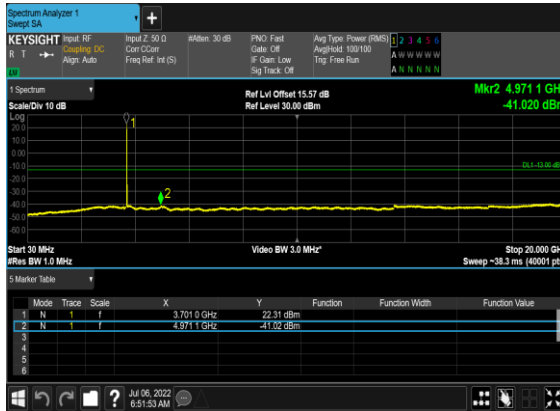 Spectrum Analyzer 1
Swept SA
+
KEYSIGHT
R T
Input: RF
Coupling: DC
Align: Auto
Input Z: 50 Ω
Corr CCorr
Freq Ref: Int (S)
#Atten: 30 dB
PNO: Fast
Gate: Off
IF Gain: Low
Sig Track: Off
Avg Type: Power (RMS)
Avg|Hold: 100/100
Trig: Free Run
1 2 3 4 5 6
A W W W W W
A N N N N N
1 Spectrum
Scale/Div 10 dB
Ref Lvl Offset 15.57 dB
Ref Level 30.00 dBm
Mkr2 4.971 1 GHz
-41.020 dBm
Log
20.0
10.0
0.00
-10.0
-20.0
-30.0
-40.0
-50.0
-60.0
1
2
DL1 -13.00 dB
Start 30 MHz
#Res BW 1.0 MHz
Video BW 3.0 MHz*
Stop 20.000 GH
Sweep ~38.3 ms (40001 pt
5 Marker Table
Mode Trace Scale X Y Function Function Width Function Value
1 N 1 f 3.701 0 GHz 22.31 dBm
2 N 1 f 4.971 1 GHz -41.02 dBm
3
4
5
6
?
Jul 06, 2022
6:51:53 AM